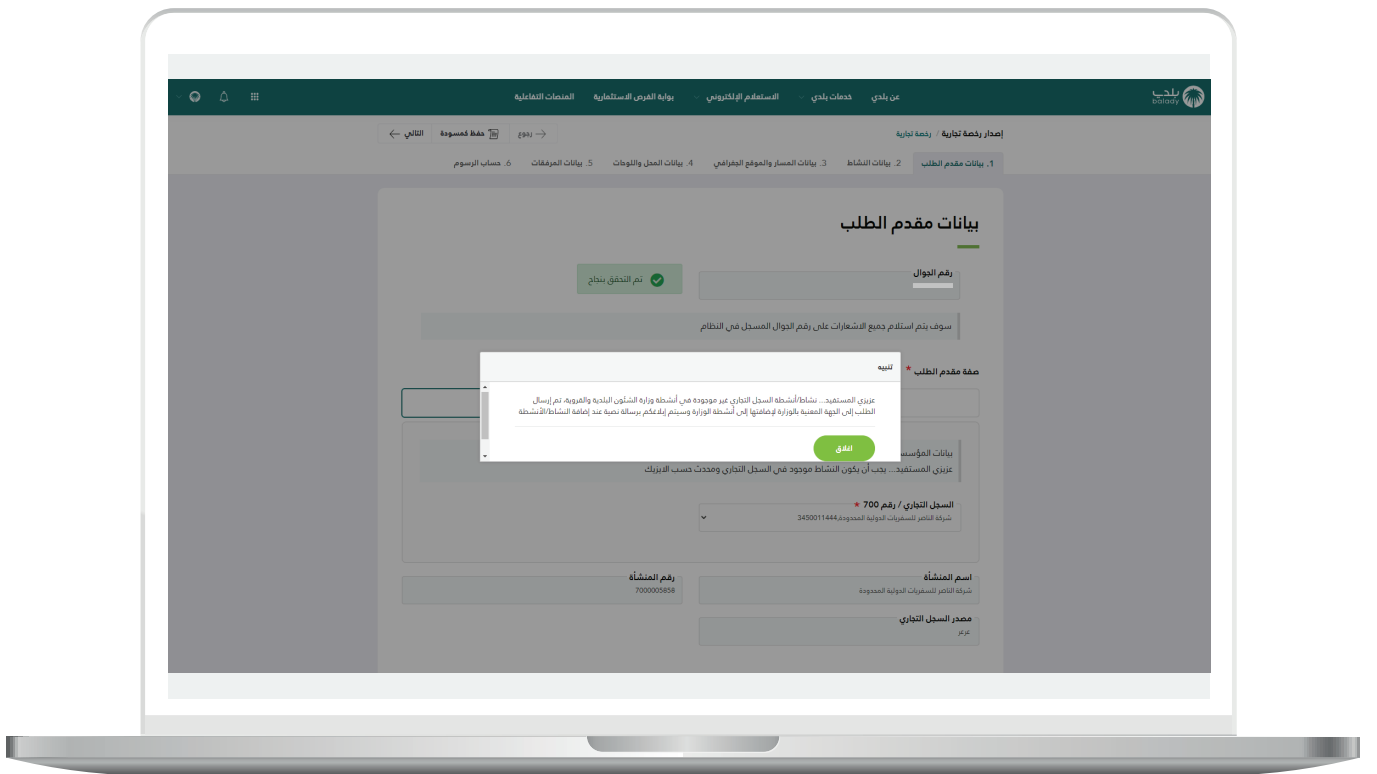 بلدي
balady
عن بلدي
خدمات بلدي
الاستعلام الإلكتروني
بوابة الفرص الاستثمارية
المنصات التفاعلية
إصدار رخصة تجارية / رخصة تجارية
رجوع
حفظ كمسودة
التالي
1. بيانات مقدم الطلب
2. بيانات النشاط
3. بيانات المسار والموقع الجغرافي
4. بيانات المحل واللوحات
5. بيانات المرفقات
6. حساب الرسوم
بيانات مقدم الطلب
رقم الجوال
تم التحقق بنجاح
سوف يتم استلام جميع الاشعارات على رقم الجوال المسجل في النظام
صفة مقدم الطلب *
تنبيه
عزيزي المستفيد... نشاط/أنشطة السجل التجاري غير موجودة في أنشطة وزارة الشئون البلدية والقروية، تم إرسال
الطلب إلى الجهة المعنية بالوزارة لإضافتها إلى أنشطة الوزارة وسيتم إبلاغكم برسالة نصية عند إضافة النشاط/الأنشطة
اغلاق
بيانات المؤسس
عزيزي المستفيد... يجب أن يكون النشاط موجود في السجل التجاري ومحدث حسب الايزيك
السجل التجاري / رقم 700 *
شركة الناصر للسفريات الدولية المحدودة,3450011444
اسم المنشأة
شركة الناصر للسفريات الدولية المحدودة
رقم المنشأة
7000005858
مصدر السجل التجاري
عرعر